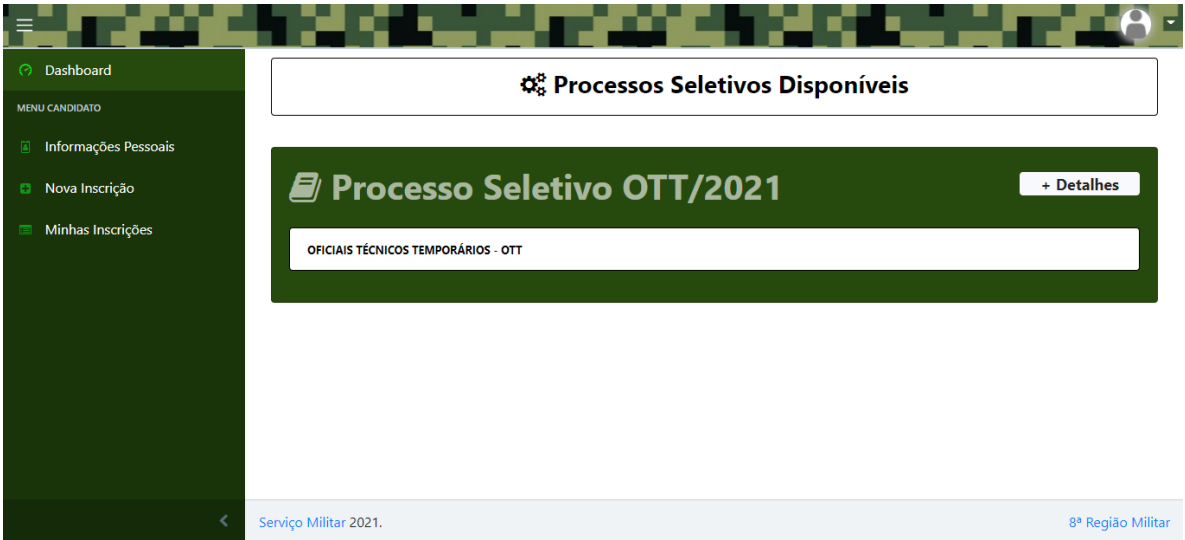 Dashboard
MENU CANDIDATO
Informações Pessoais
Nova Inscrição
Minhas Inscrições
Processos Seletivos Disponíveis
Processo Seletivo OTT/2021
+ Detalhes
OFICIAIS TÉCNICOS TEMPORÁRIOS - OTT
Serviço Militar 2021.
8ª Região Militar